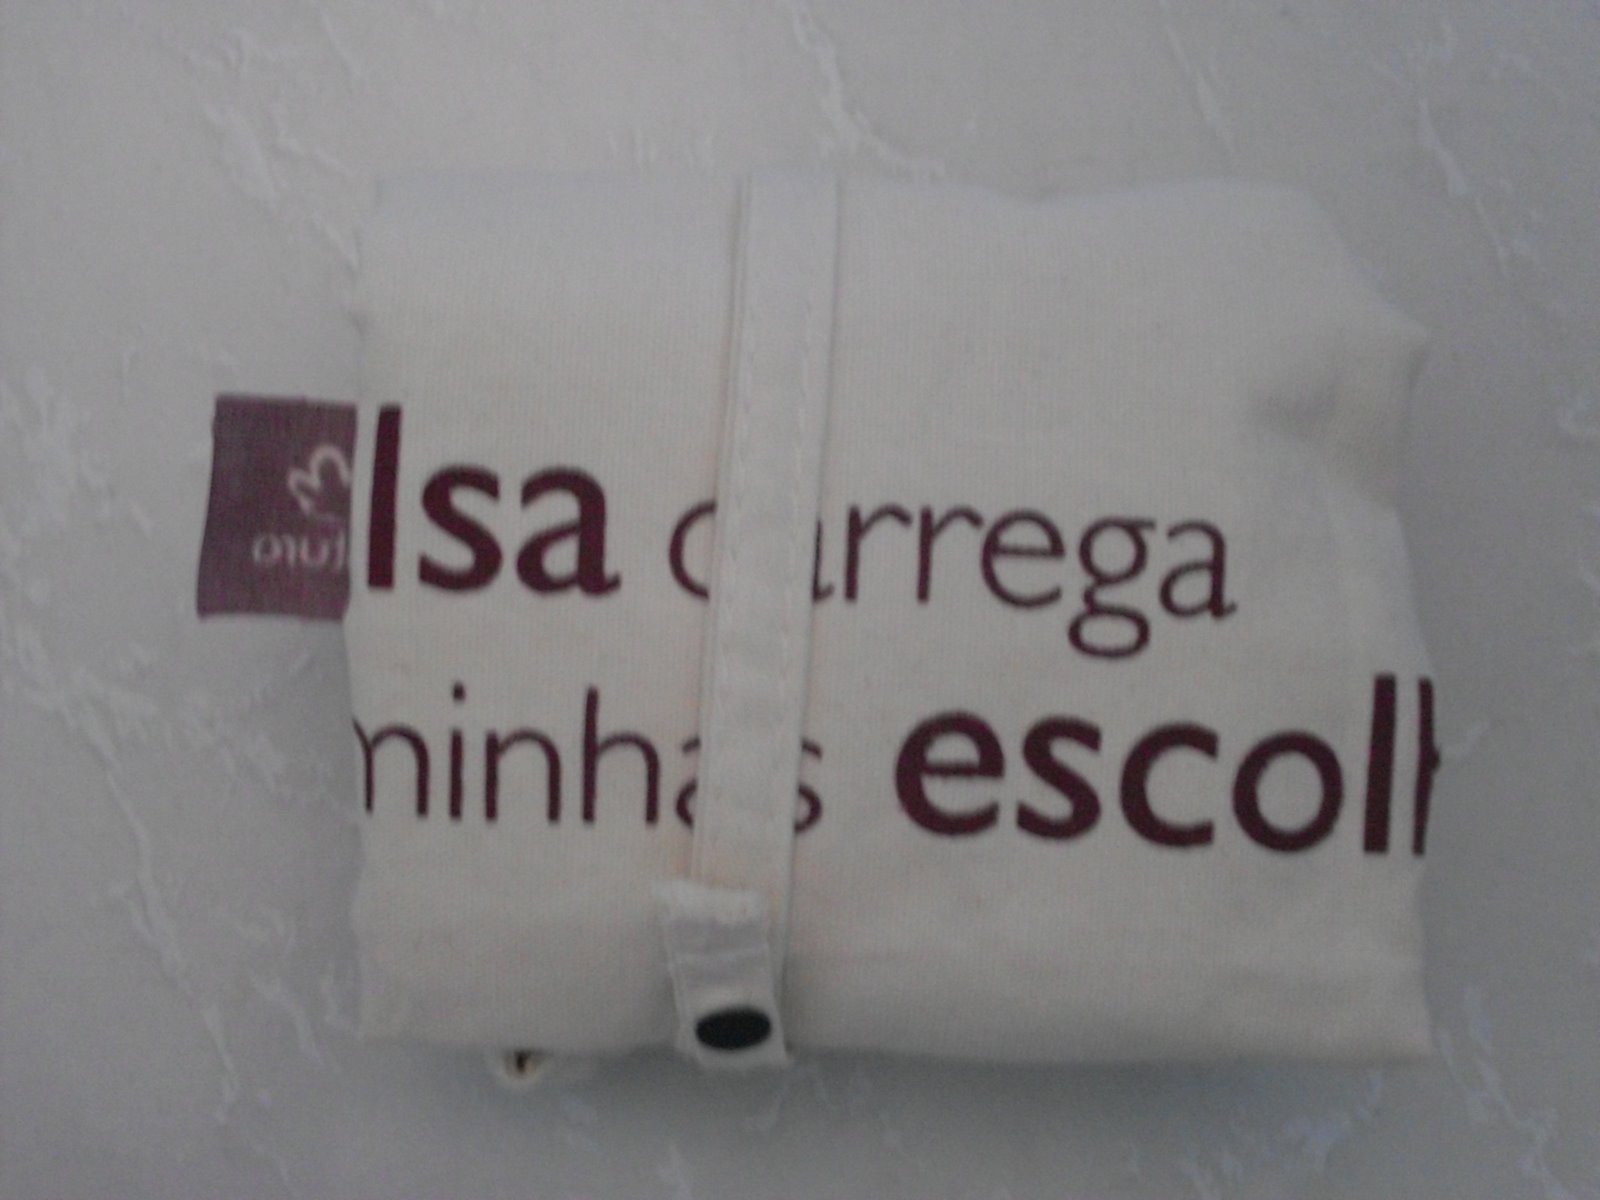 lsa carrega
minhas escolh